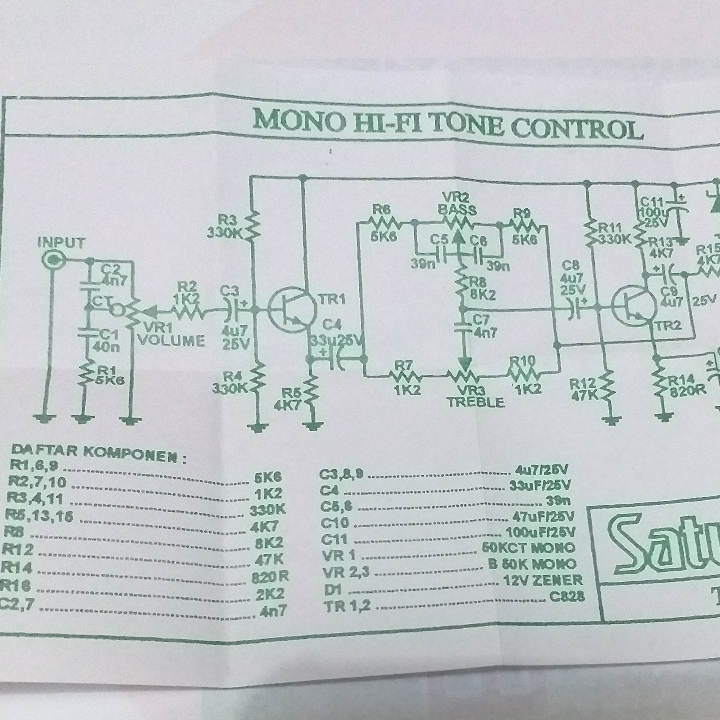 MONO HI-FI TONE CONTROL
INPUT
C2
4n7
CT
C1
40n
R1
5K6
VR1
VOLUME
R2
1K2
C3
4u7
25V
R3
330K
R4
330K
TR1
C4
33u25V
R5
4K7
R6
5K6
VR2
BASS
C5
39n
C6
39n
R9
5K6
R8
8K2
C7
4n7
R7
1K2
VR3
TREBLE
R10
1K2
C8
4u7
25V
R11
330K
R12
47K
R13
4K7
C11
100u
25V
C9
4u7
25V
TR2
R14
820R
R15
4K7
DAFTAR KOMPONEN :
R1,6,9 5K6
R2,7,10 1K2
R3,4,11 330K
R5,13,15 4K7
R8 8K2
R12 47K
R14 820R
R16 2K2
C2,7 4n7
C3,8,9 4u7/25V
C4 33uF/25V
C5,6 39n
C10 47uF/25V
C11 100uF/25V
VR 1 50KCT MONO
VR 2,3 B 50K MONO
D1 12V ZENER
TR 1,2 C828
Satu
T